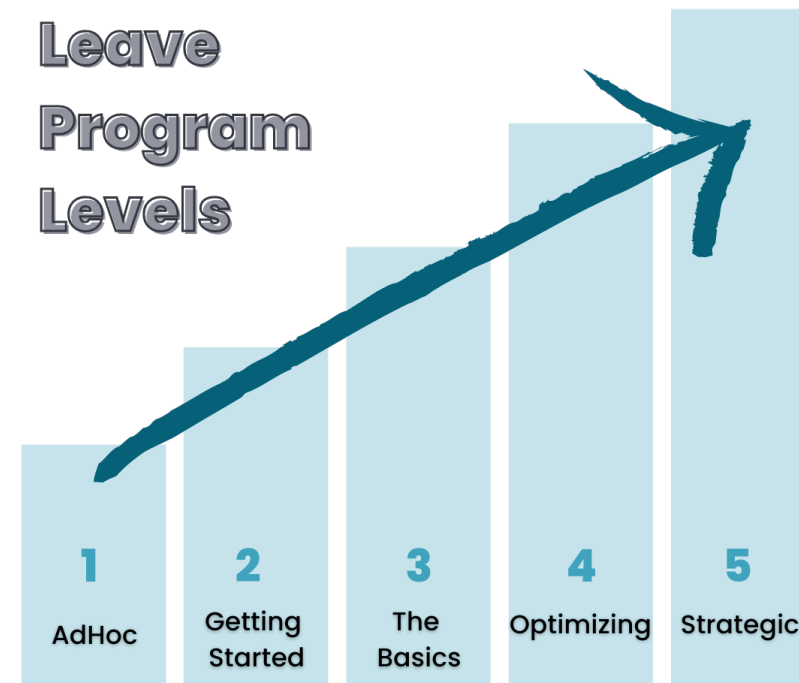 Leave
Program
Levels
1
AdHoc
2
Getting
Started
3
The
Basics
4
Optimizing
5
Strategic